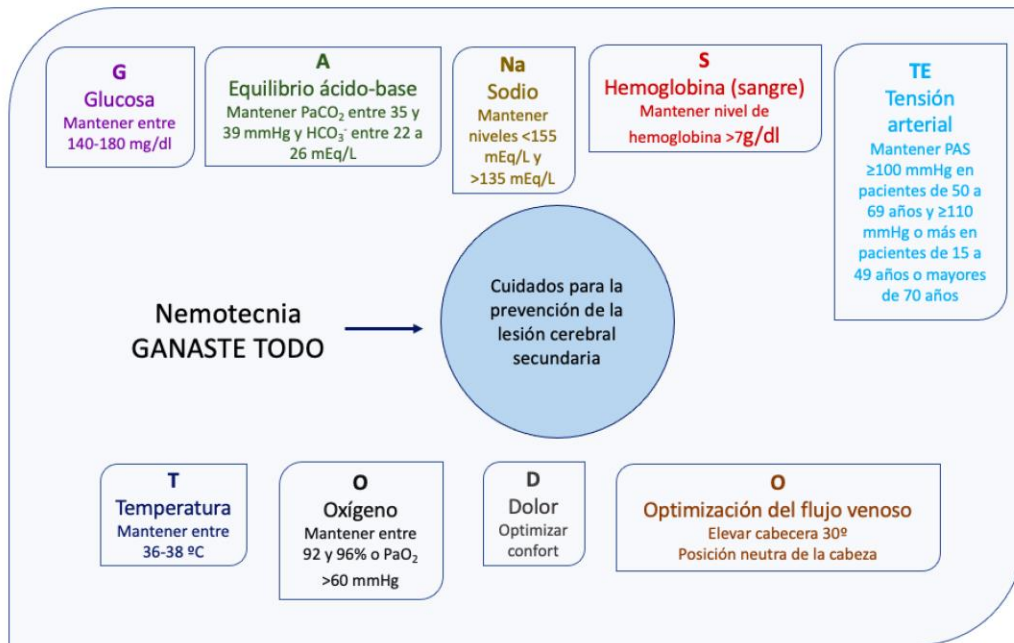 G
Glucosa
Mantener entre
140-180 mg/dl
A
Equilibrio ácido-base
Mantener PaCO₂ entre 35 y
39 mmHg y HCO₃⁻ entre 22 a
26 mEq/L
Na
Sodio
Mantener
niveles <155
mEq/L y
>135 mEq/L
S
Hemoglobina (sangre)
Mantener nivel de
hemoglobina >7g/dl
TE
Tensión
arterial
Mantener PAS
≥100 mmHg en
pacientes de 50 a
69 años y ≥110
mmHg o más en
pacientes de 15 a
49 años o mayores
de 70 años
Nemotecnia
GANASTE TODO
Cuidados para la
prevención de la
lesión cerebral
secundaria
T
Temperatura
Mantener entre
36-38 ºC
O
Oxígeno
Mantener entre
92 y 96% o PaO₂
>60 mmHg
D
Dolor
Optimizar
confort
O
Optimización del flujo venoso
Elevar cabecera 30º
Posición neutra de la cabeza